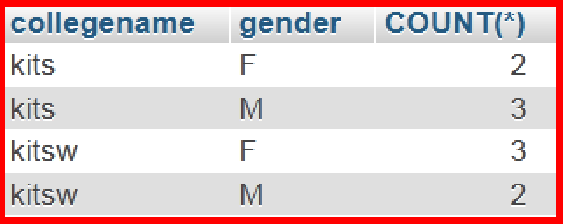 collegename gender COUNT(*)
kits F 2
kits M 3
kitsw F 3
kitsw M 2